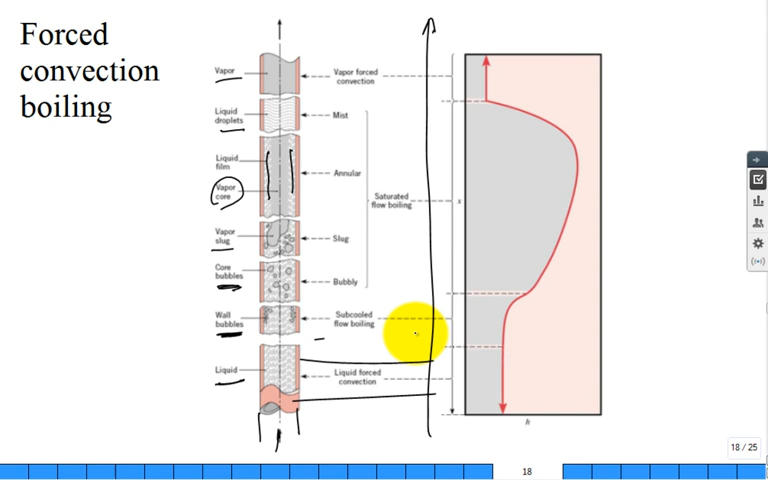 Forced
convection
boiling
Vapor
Vapor forced
convection
Liquid
droplets
Mist
Liquid
film
Vapor
core
Annular
Saturated
flow boiling
x
Vapor
slug
Slug
Core
bubbles
Bubbly
Wall
bubbles
Subcooled
flow boiling
Liquid
Liquid forced
convection
h
18 / 25
18